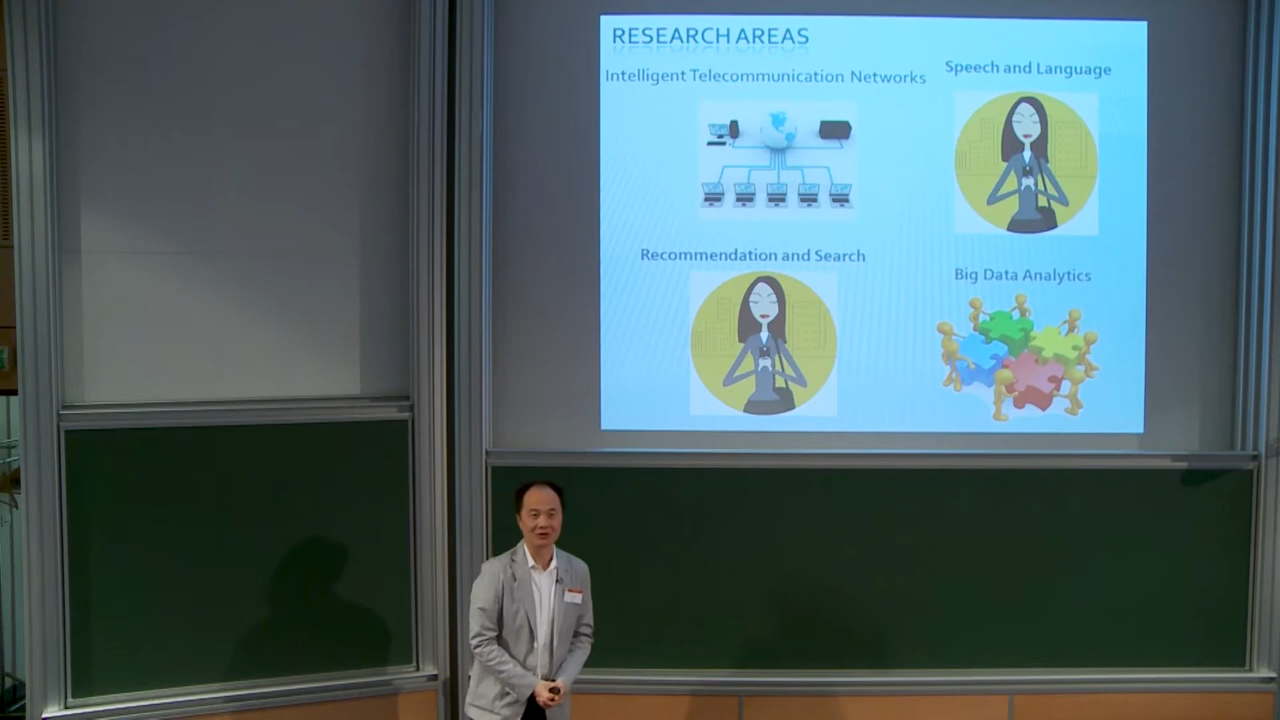 RESEARCH AREAS
Intelligent Telecommunication Networks
Speech and Language
Recommendation and Search
Big Data Analytics